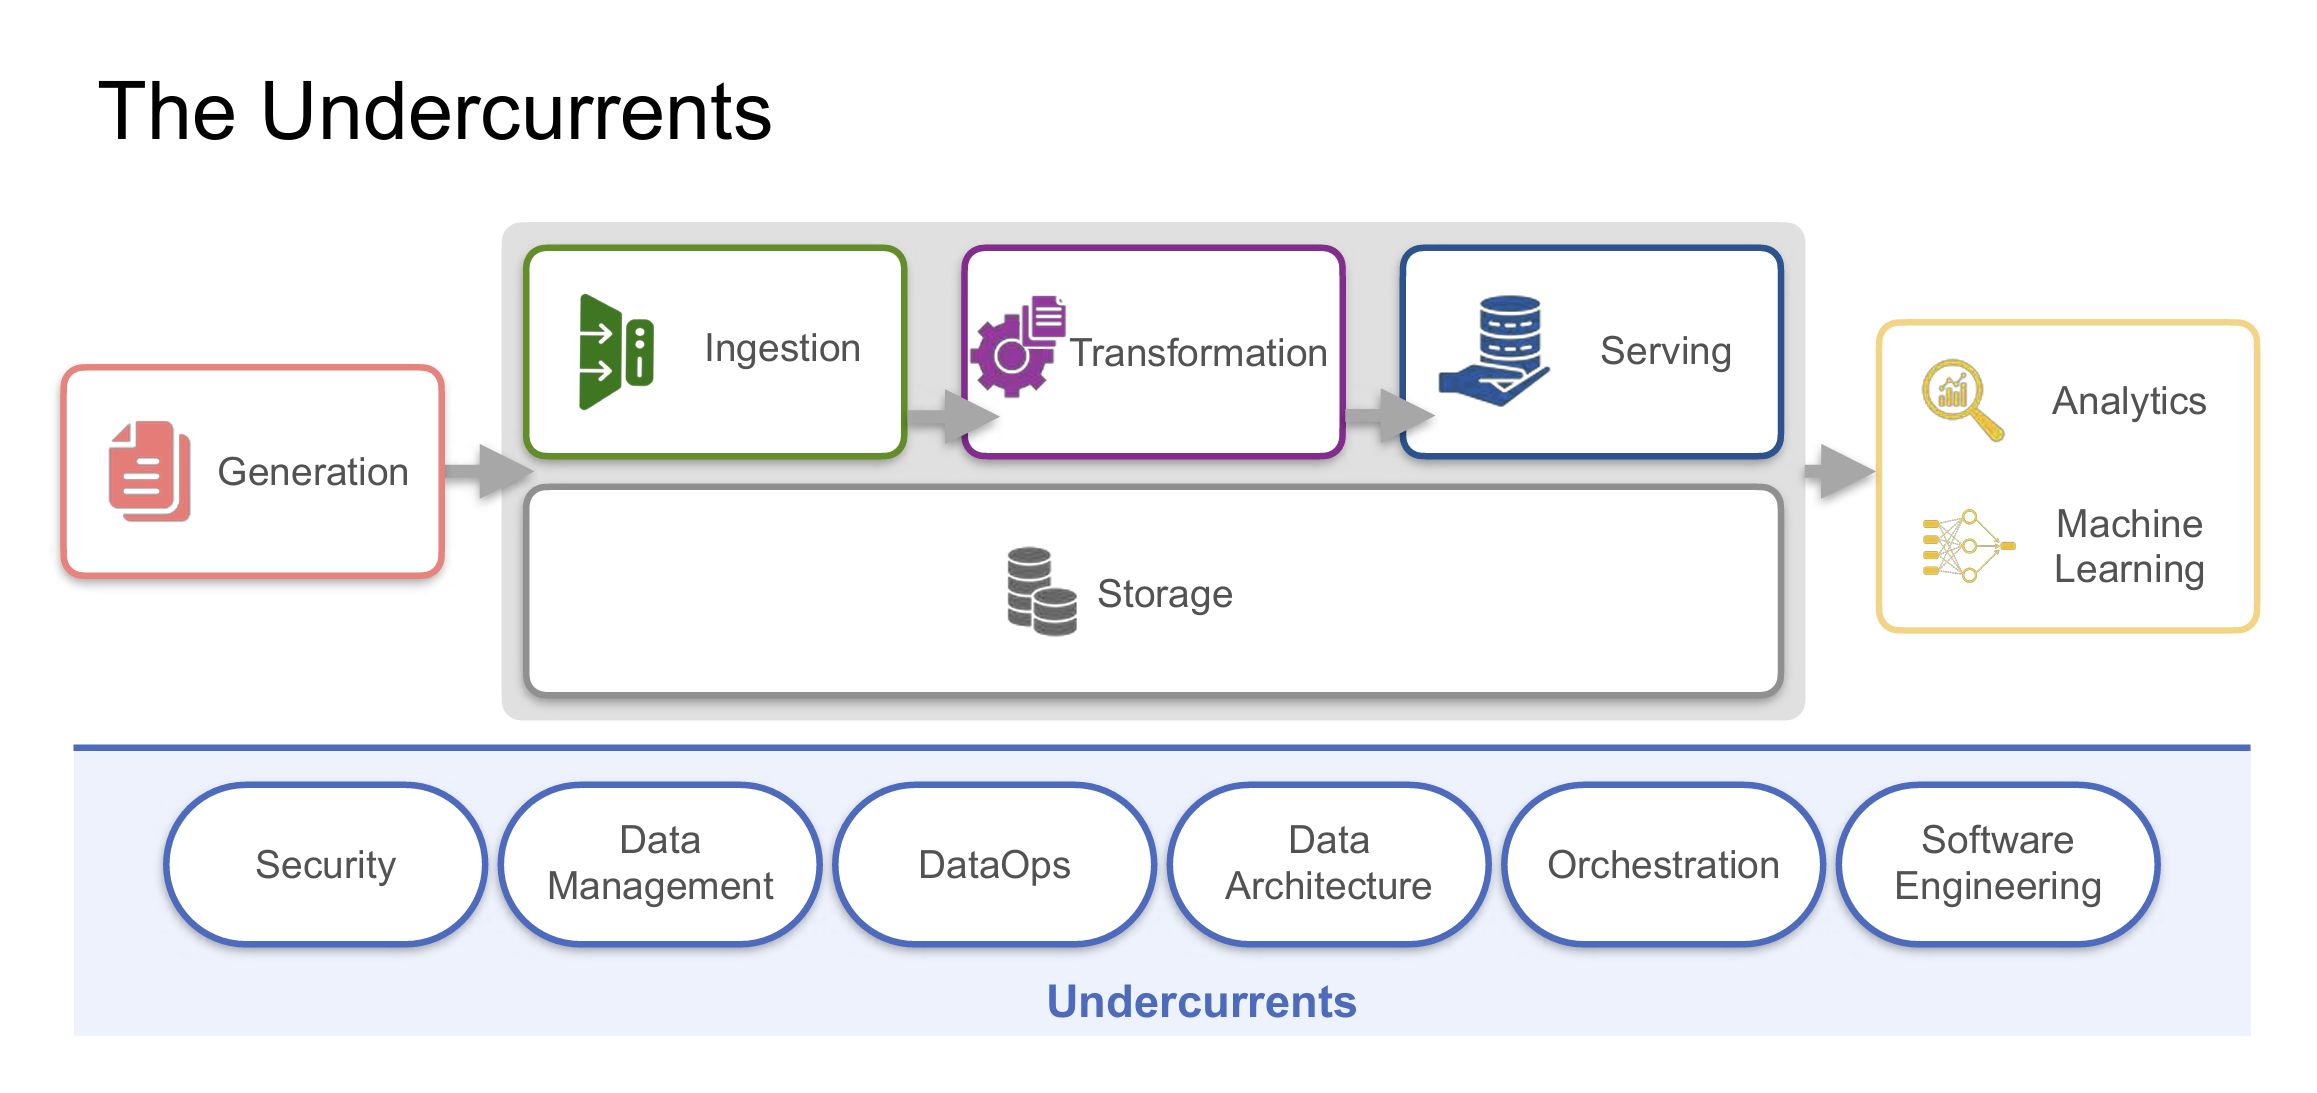 The Undercurrents
Generation
Ingestion
Transformation
Serving
Storage
Analytics
Machine
Learning
Security
Data
Management
DataOps
Data
Architecture
Orchestration
Software
Engineering
Undercurrents